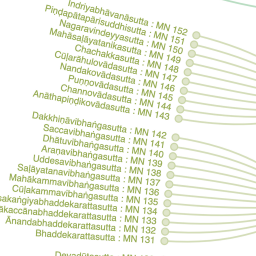 Indriyabhāvanāsutta : MN 152
Piṇḍapātapārisuddhisutta : MN 151
Nagaravindeyyasutta : MN 150
Mahāsaḷāyatanikasutta : MN 149
Chachakkasutta : MN 148
Cūḷarāhulovādasutta : MN 147
Nandakovādasutta : MN 146
Puṇṇovādasutta : MN 145
Channovādasutta : MN 144
Anāthapiṇḍikovādasutta : MN 143
Dakkhiṇāvibhaṅgasutta : MN 142
Saccavibhaṅgasutta : MN 141
Dhātuvibhaṅgasutta : MN 140
Araṇavibhaṅgasutta : MN 139
Uddesavibhaṅgasutta : MN 138
Saḷāyatanavibhaṅgasutta : MN 137
Mahākammavibhaṅgasutta : MN 136
Cūḷakammavibhaṅgasutta : MN 135
sakaṅgiyabhaddekarattasutta : MN 134
ākaccānabhaddekarattasutta : MN 133
Ānandabhaddekarattasutta : MN 132
Bhaddekarattasutta : MN 131